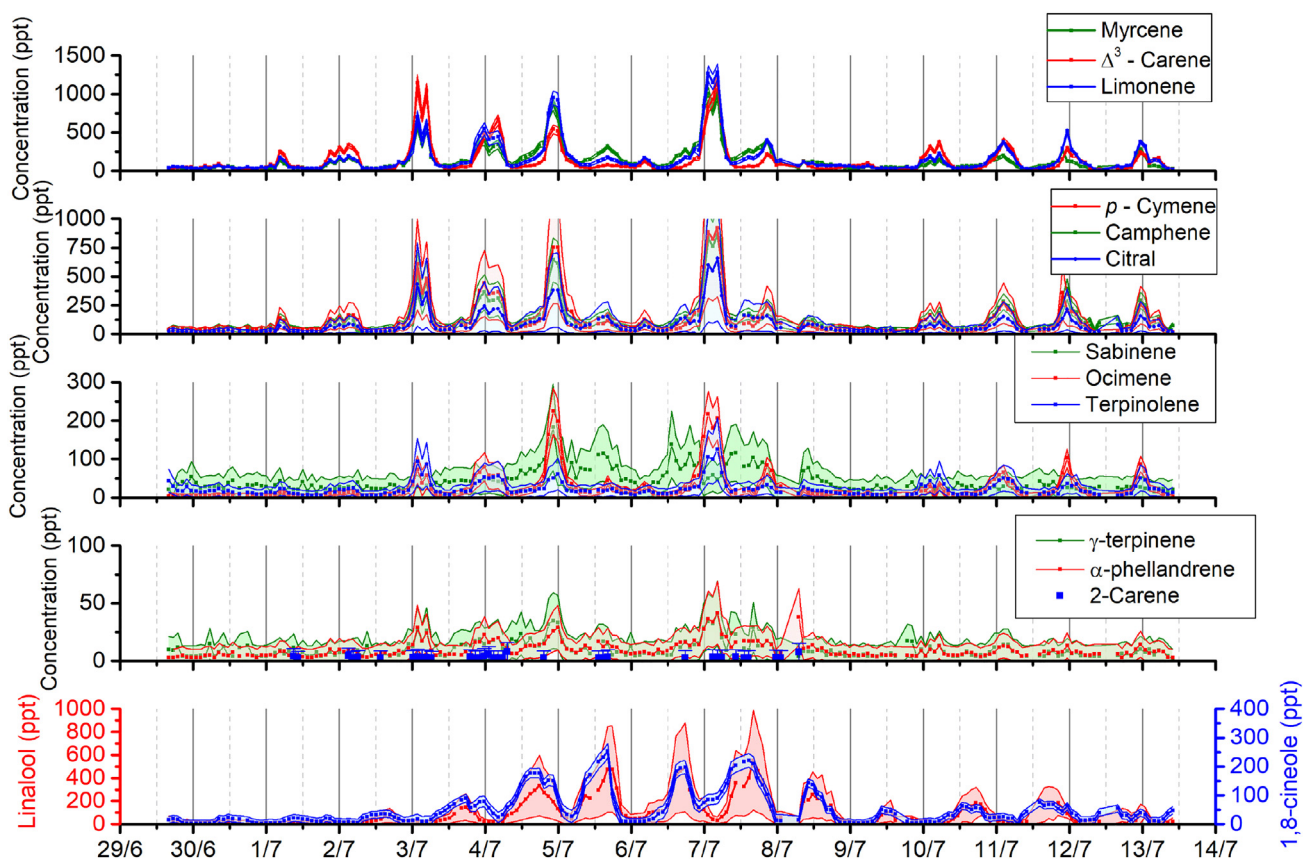 Concentration (ppt)
1500
1000
500
0
Myrcene
Δ³ - Carene
Limonene
Concentration (ppt)
1000
750
500
250
0
p - Cymene
Camphene
Citral
Concentration (ppt)
300
200
100
0
Sabinene
Ocimene
Terpinolene
Concentration (ppt)
100
50
0
γ-terpinene
α-phellandrene
2-Carene
Linalool (ppt)
1000
800
600
400
200
0
400
300
200
100
0
1,8-cineole (ppt)
29/6 30/6 1/7 2/7 3/7 4/7 5/7 6/7 7/7 8/7 9/7 10/7 11/7 12/7 13/7 14/7